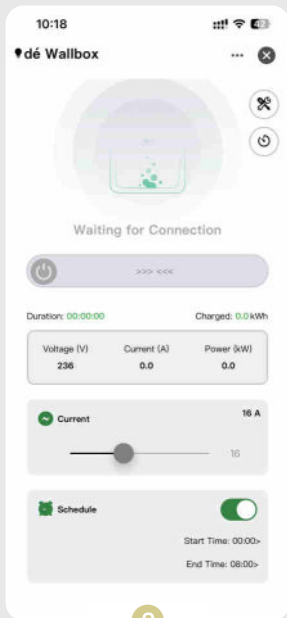 10:18
dé Wallbox
Waiting for Connection
>>> <<<
Duration: 00:00:00 Charged: 0.0 kWh
Voltage (V) Current (A) Power (kW)
236 0.0 0.0
Current 16 A
16
Schedule
Start Time: 00:00>
End Time: 08:00>